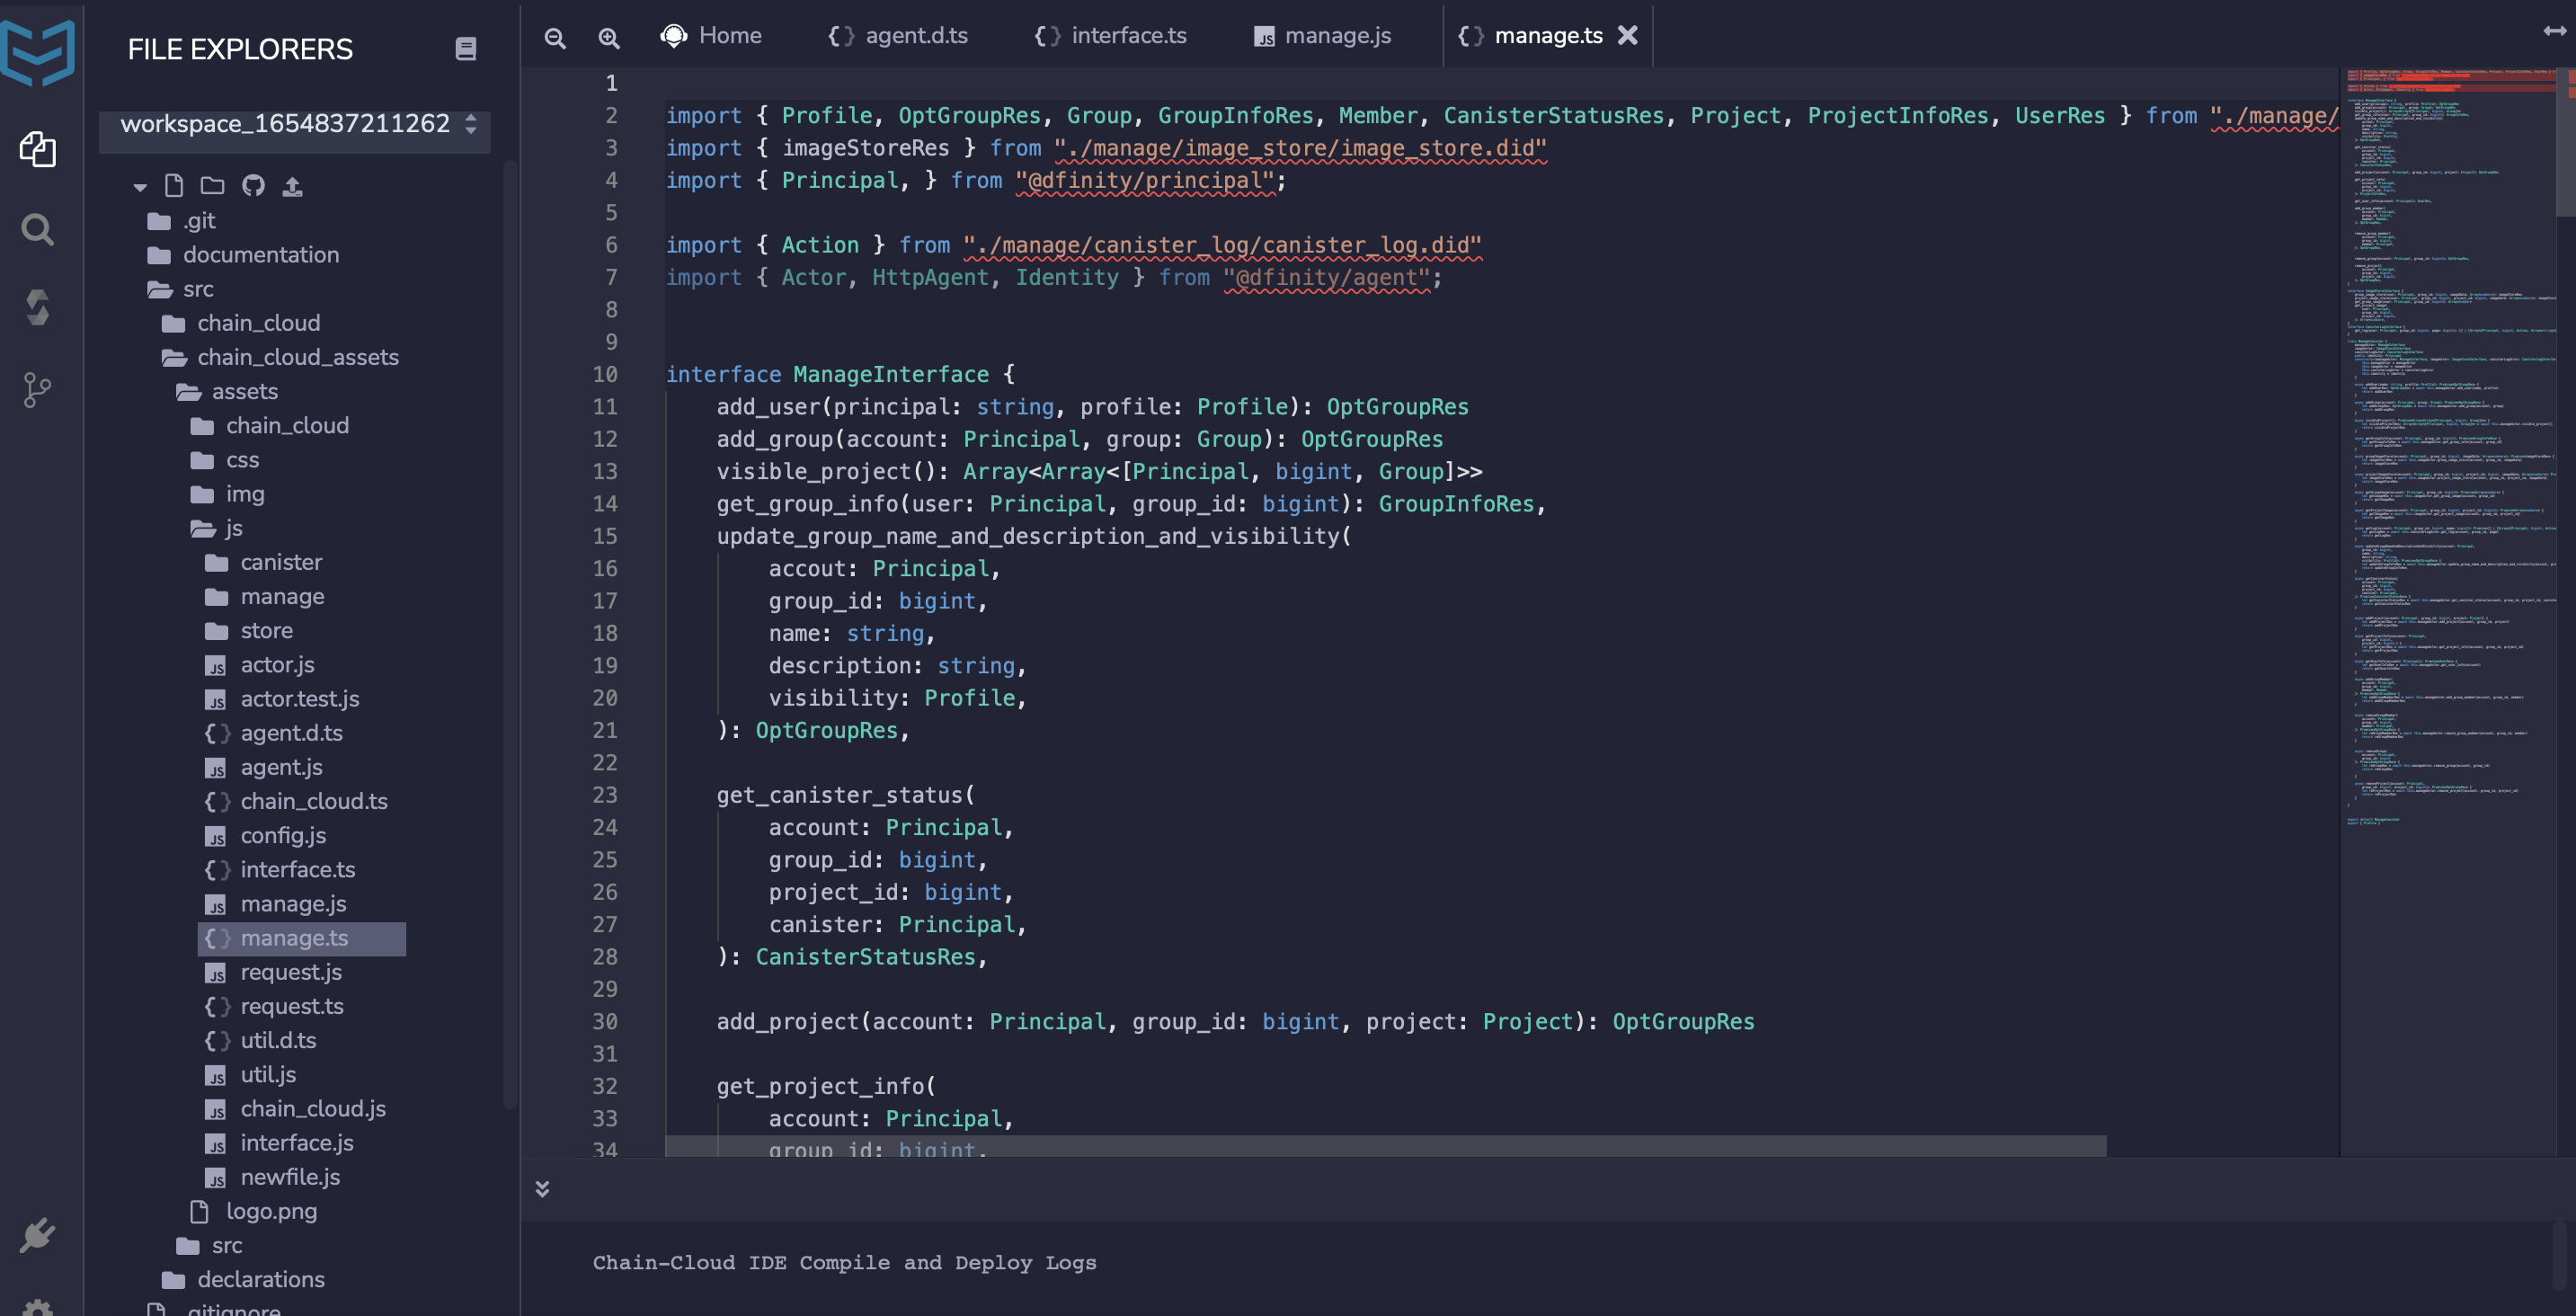 FILE EXPLORERS
workspace_1654837211262
.git
documentation
src
chain_cloud
chain_cloud_assets
assets
chain_cloud
css
img
js
canister
manage
store
actor.js
actor.test.js
agent.d.ts
agent.js
chain_cloud.ts
config.js
interface.ts
manage.js
manage.ts
request.js
request.ts
util.d.ts
util.js
chain_cloud.js
interface.js
newfile.js
logo.png
src
declarations
.gitignore
Home
agent.d.ts
interface.ts
manage.js
manage.ts
1
2 import { Profile, OptGroupRes, Group, GroupInfoRes, Member, CanisterStatusRes, Project, ProjectInfoRes, UserRes } from "./manage/
3 import { imageStoreRes } from "./manage/image_store/image_store.did"
4 import { Principal, } from "@dfinity/principal";
5
6 import { Action } from "./manage/canister_log/canister_log.did"
7 import { Actor, HttpAgent, Identity } from "@dfinity/agent";
8
9
10 interface ManageInterface {
11 add_user(principal: string, profile: Profile): OptGroupRes
12 add_group(account: Principal, group: Group): OptGroupRes
13 visible_project(): Array<Array<[Principal, bigint, Group]>>
14 get_group_info(user: Principal, group_id: bigint): GroupInfoRes,
15 update_group_name_and_description_and_visibility(
16 accout: Principal,
17 group_id: bigint,
18 name: string,
19 description: string,
20 visibility: Profile,
21 ): OptGroupRes,
22
23 get_canister_status(
24 account: Principal,
25 group_id: bigint,
26 project_id: bigint,
27 canister: Principal,
28 ): CanisterStatusRes,
29
30 add_project(account: Principal, group_id: bigint, project: Project): OptGroupRes
31
32 get_project_info(
33 account: Principal,
34 group_id: bigint,
Chain-Cloud IDE Compile and Deploy Logs